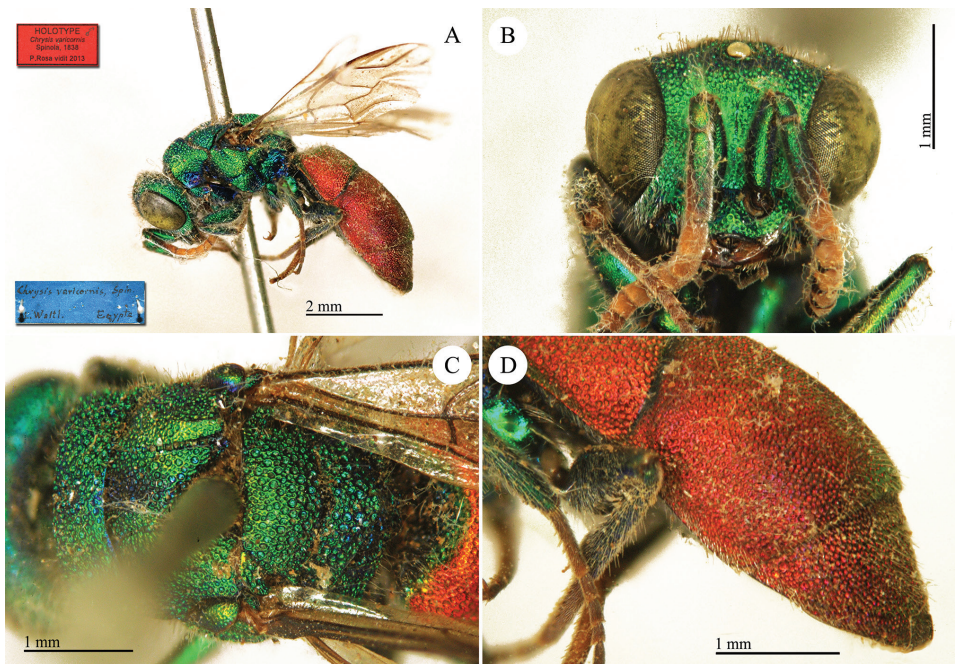 HOLOTYPE ♂
Chrysis varicornis
Spinola, 1838
P.Rosa vidit 2013
A
Chrysis varicornis, Spin.
C. Waltl. Egypte
2 mm
B
1 mm
C
1 mm
D
1 mm